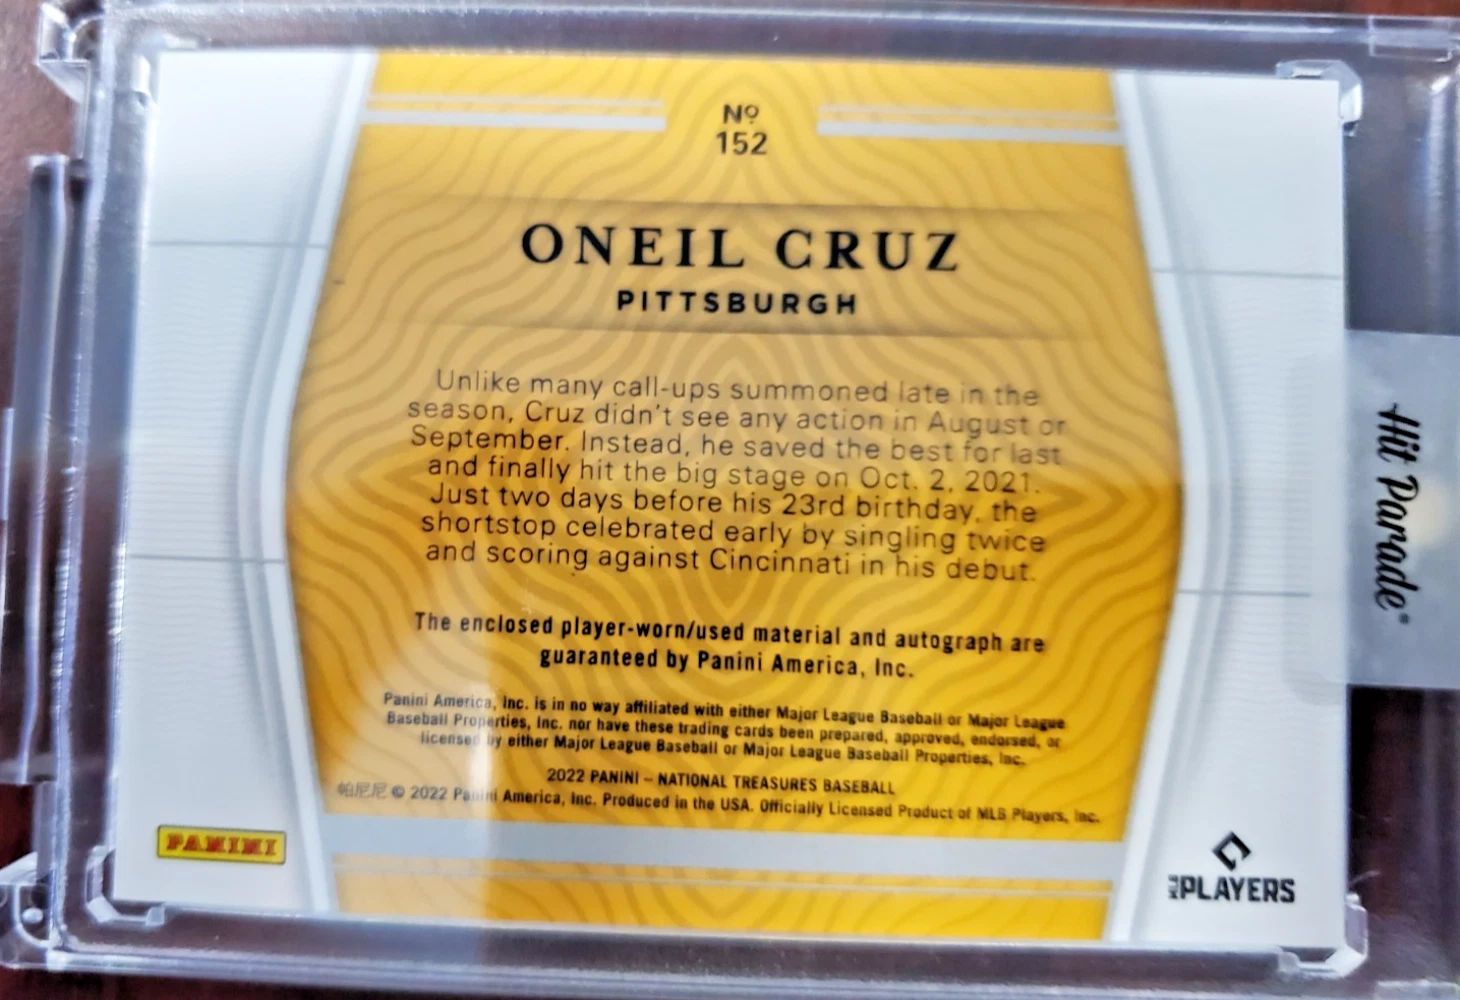 Nº
152
ONEIL CRUZ
PITTSBURGH
Unlike many call-ups summoned late in the
season, Cruz didn't see any action in August or
September. Instead, he saved the best for last
and finally hit the big stage on Oct. 2, 2021.
Just two days before his 23rd birthday, the
shortstop celebrated early by singling twice
and scoring against Cincinnati in his debut.
The enclosed player-worn/used material and autograph are
guaranteed by Panini America, Inc.
Panini America, Inc. is in no way affiliated with either Major League Baseball or Major League
Baseball Properties, Inc. nor have these trading cards been prepared, approved, endorsed, or
licensed by either Major League Baseball or Major League Baseball Properties, Inc.
2022 PANINI – NATIONAL TREASURES BASEBALL
帕尼尼 © 2022 Panini America, Inc. Produced in the USA. Officially Licensed Product of MLB Players, Inc.
PANINI
MLB PLAYERS
Hit Parade®